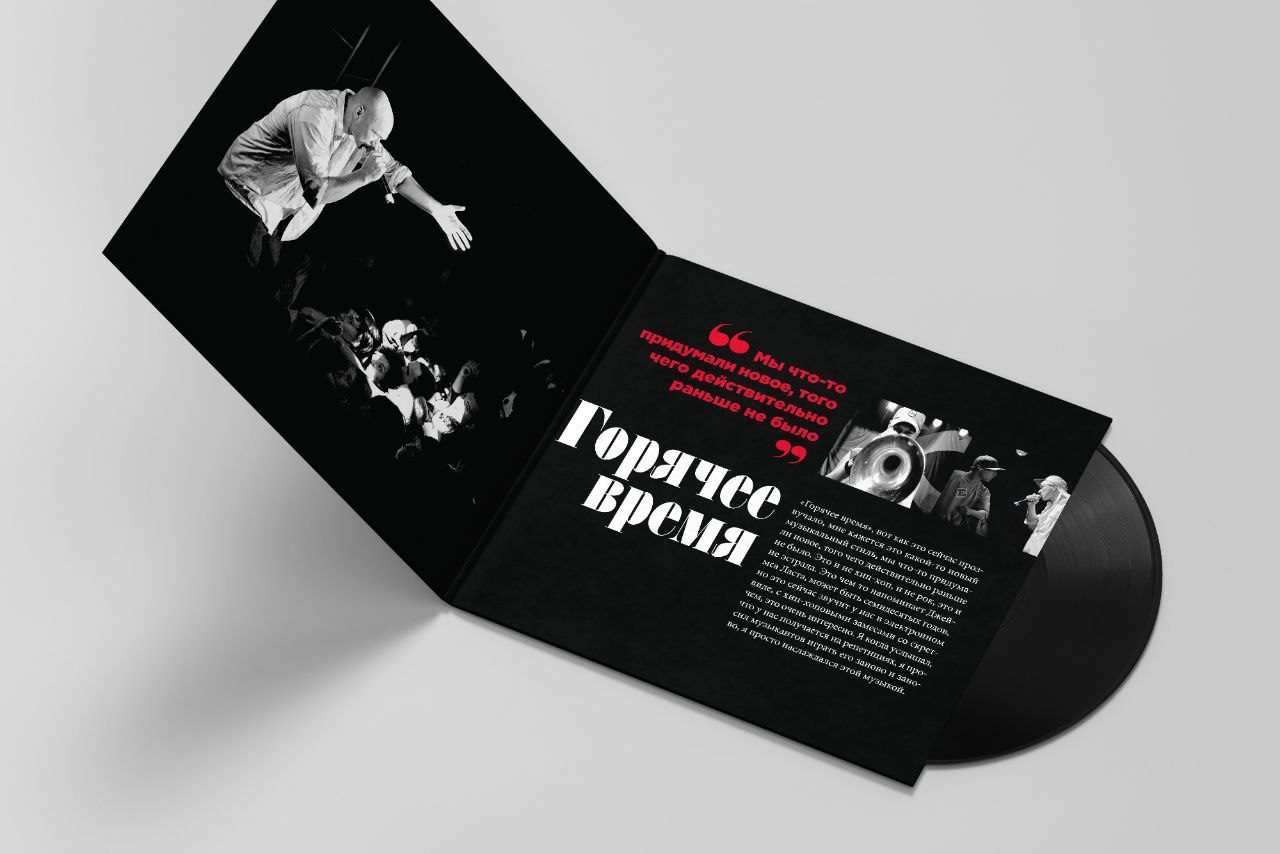 “ Мы что-то
придумали новое, того
чего действительно
раньше не было
”
Горячее
время
«Горячее время», вот как это сейчас проз-
вучало, мне кажется это какой-то новый
музыкальный стиль, мы что-то придума-
ли новое, того чего действительно раньше
не было. Это и не хип-хоп, и не рок, это и
не эстрада. Это чем то напоминает Джей-
мса Ласта, может быть семидесятых годов,
но это сейчас звучит у нас в электронном
виде, с хип-хоповыми замесами со скрет-
чем, это очень интересно. Я когда услышал,
что у нас получается на репетициях, я про-
сил музыкантов играть его заново и зано-
во, я просто наслаждался этой музыкой.